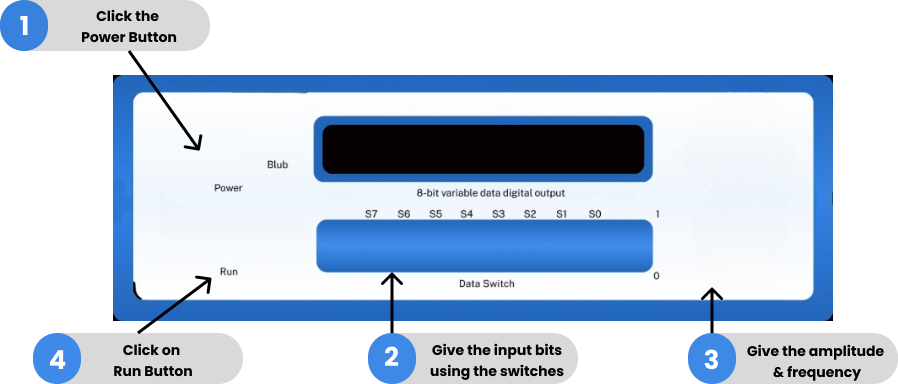 1
Click the
Power Button
Blub
Power
8-bit variable data digital output
S7 S6 S5 S4 S3 S2 S1 S0 1
0
Run
Data Switch
4
Click on
Run Button
2
Give the input bits
using the switches
3
Give the amplitude
& frequency